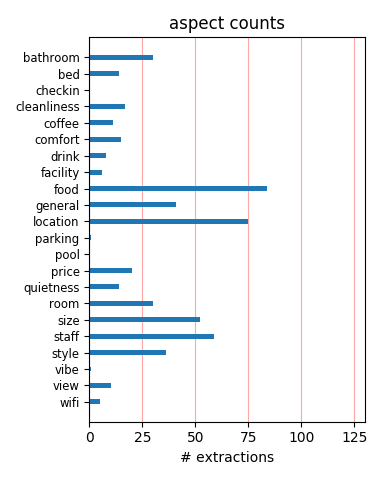 aspect counts
bathroom
bed
checkin
cleanliness
coffee
comfort
drink
facility
food
general
location
parking
pool
price
quietness
room
size
staff
style
vibe
view
wifi
0 25 50 75 100 125
# extractions